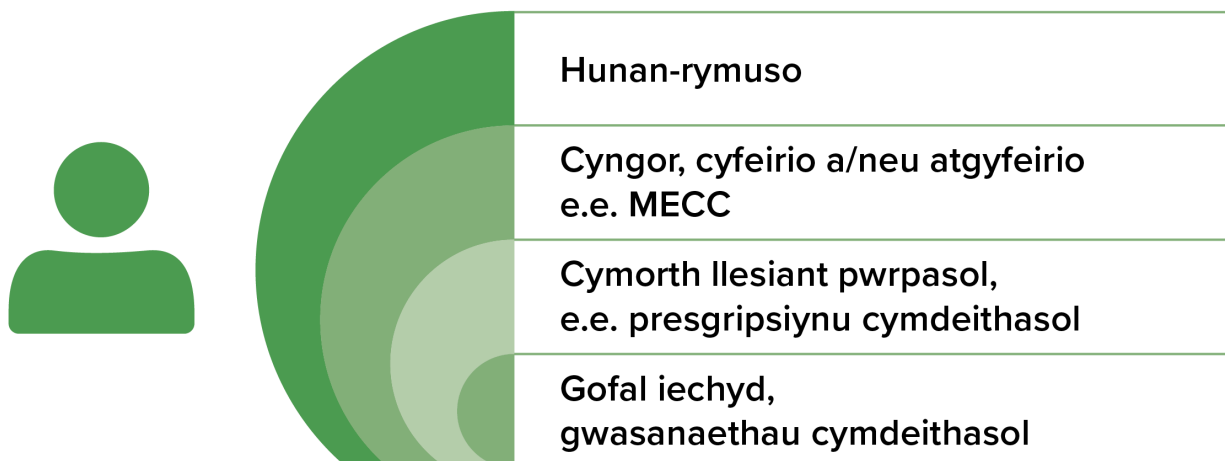 Hunan-rymuso
Cyngor, cyfeirio a/neu atgyfeirio
e.e. MECC
Cymorth llesiant pwrpasol,
e.e. presgripsiynu cymdeithasol
Gofal iechyd,
gwasanaethau cymdeithasol